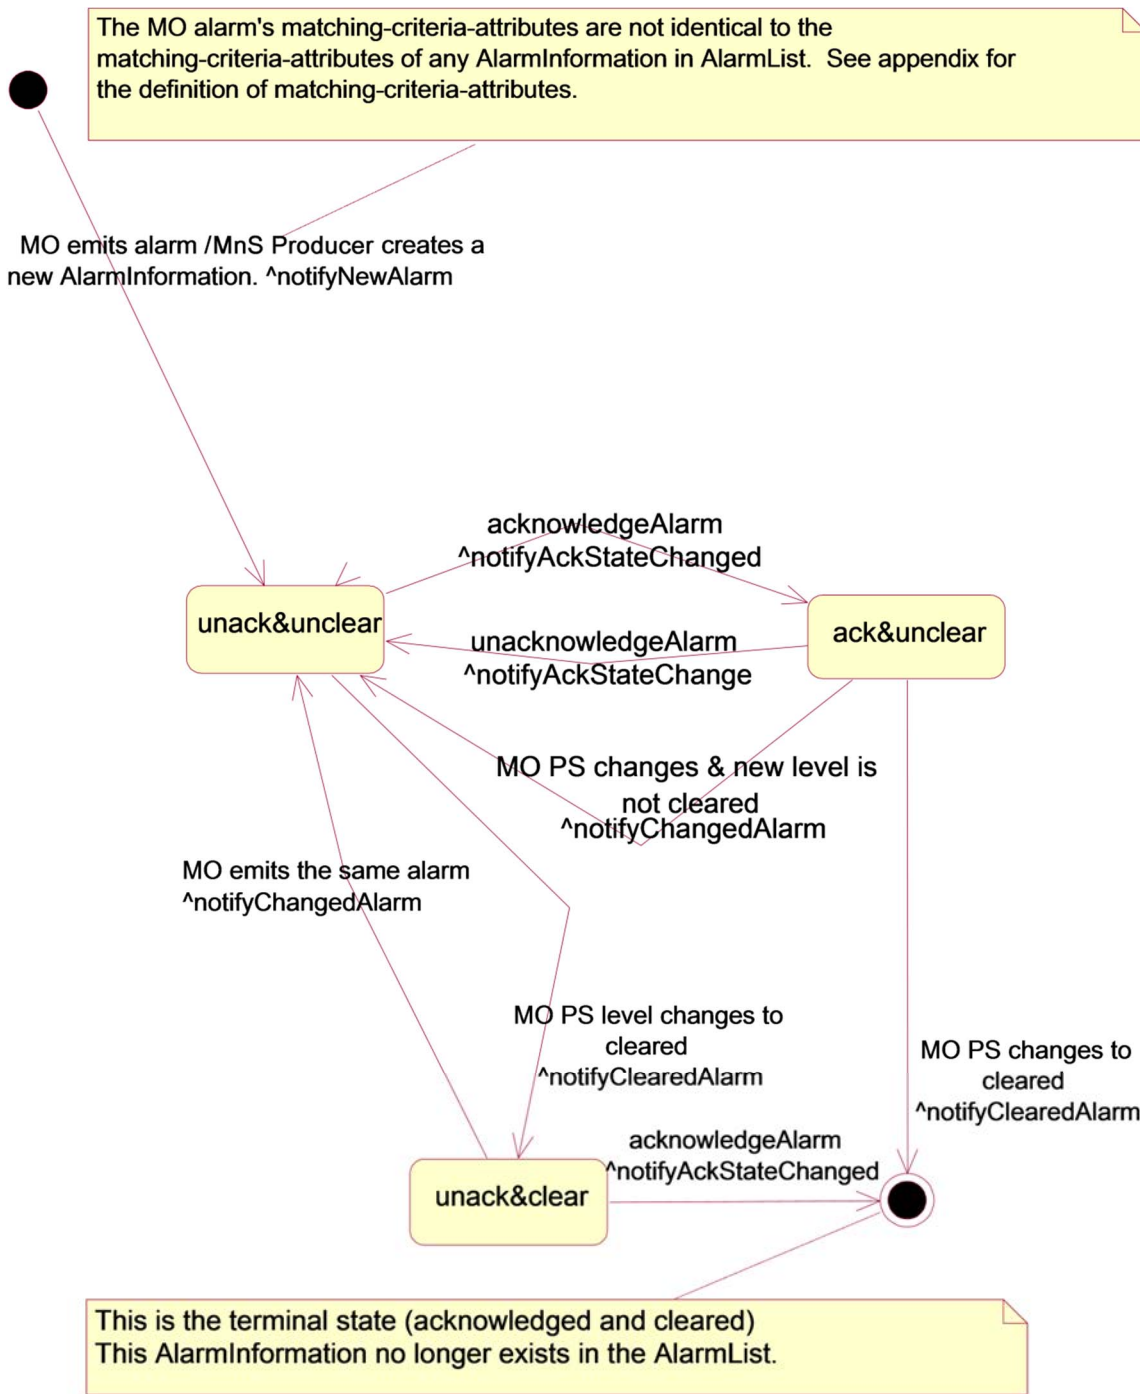 The MO alarm's matching-criteria-attributes are not identical to the
matching-criteria-attributes of any AlarmInformation in AlarmList.  See appendix for
the definition of matching-criteria-attributes.
MO emits alarm /MnS Producer creates a
new AlarmInformation. ^notifyNewAlarm
acknowledgeAlarm
^notifyAckStateChanged
unack&unclear
ack&unclear
unacknowledgeAlarm
^notifyAckStateChange
MO PS changes & new level is
not cleared
^notifyChangedAlarm
MO emits the same alarm
^notifyChangedAlarm
MO PS level changes to
cleared
^notifyClearedAlarm
MO PS changes to
cleared
^notifyClearedAlarm
acknowledgeAlarm
^notifyAckStateChanged
unack&clear
This is the terminal state (acknowledged and cleared)
This AlarmInformation no longer exists in the AlarmList.